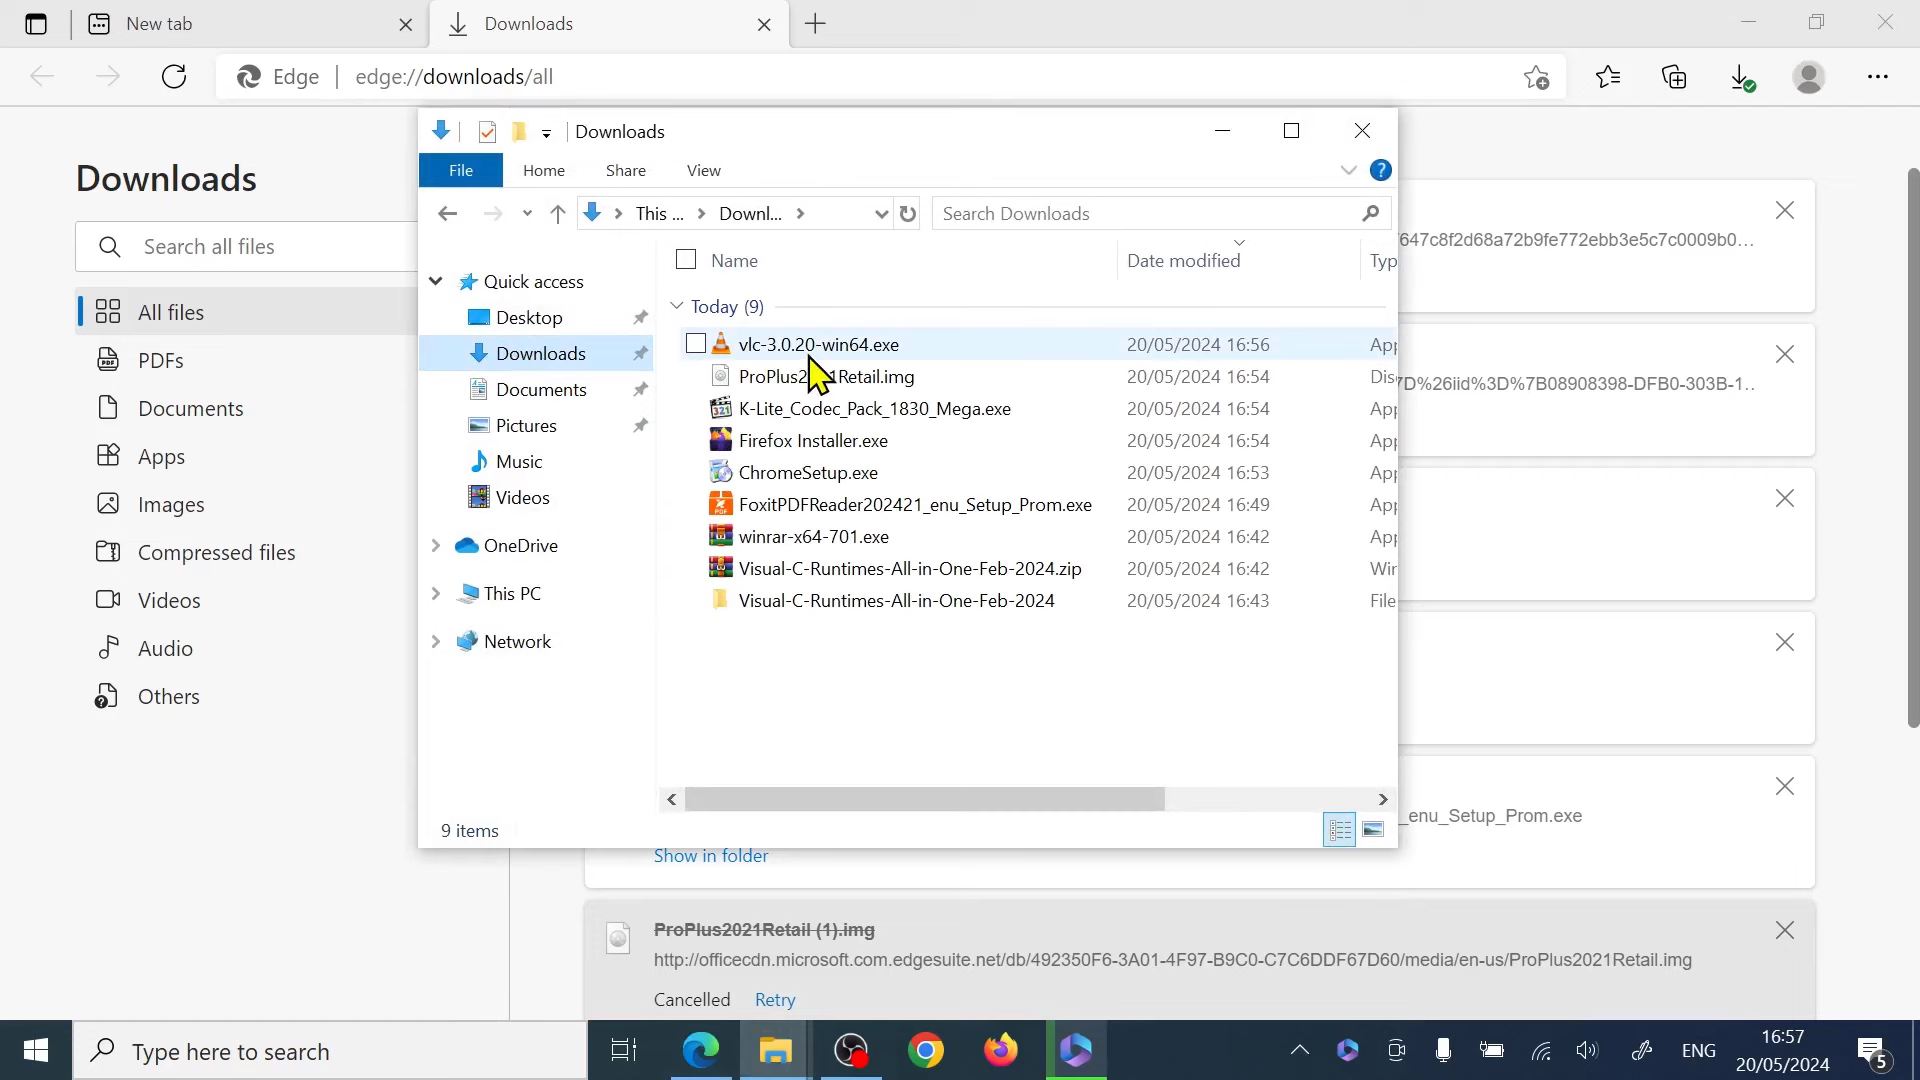 New tab
Downloads
Edge
edge://downloads/all
Downloads
Search all files
All files
PDFs
Documents
Apps
Images
Compressed files
Videos
Audio
Others
Downloads
File Home Share View
This ... Downl... Search Downloads
Quick access
Desktop
Downloads
Documents
Pictures
Music
Videos
OneDrive
This PC
Network
Name Date modified Typ
Today (9)
vlc-3.0.20-win64.exe 20/05/2024 16:56 App
20/05/2024 16:54 Dis
K-Lite_Codec_Pack_1830_Mega.exe 20/05/2024 16:54 App
Firefox Installer.exe 20/05/2024 16:54 App
ChromeSetup.exe 20/05/2024 16:53 App
FoxitPDFReader202421_enu_Setup_Prom.exe 20/05/2024 16:49 App
winrar-x64-701.exe 20/05/2024 16:42 App
Visual-C-Runtimes-All-in-One-Feb-2024.zip 20/05/2024 16:42 Win
Visual-C-Runtimes-All-in-One-Feb-2024 20/05/2024 16:43 File
9 items
647c8f2d68a72b9fe772ebb3e5c7c0009b0...
7D%26iid%3D%7B08908398-DFB0-303B-1...
_enu_Setup_Prom.exe
Show in folder
ProPlus2021Retail (1).img
http://officecdn.microsoft.com.edgesuite.net/db/492350F6-3A01-4F97-B9C0-C7C6DDF67D60/media/en-us/ProPlus2021Retail.img
Cancelled Retry
Type here to search
ENG
16:57
20/05/2024
5